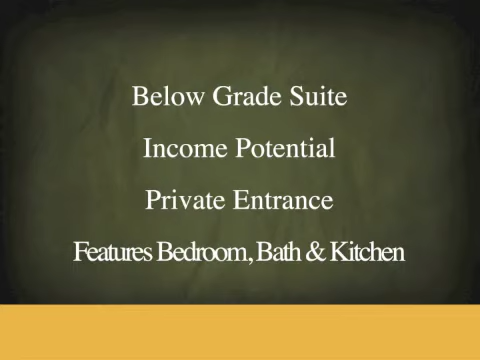 Below Grade Suite
Income Potential
Private Entrance
Features Bedroom, Bath & Kitchen